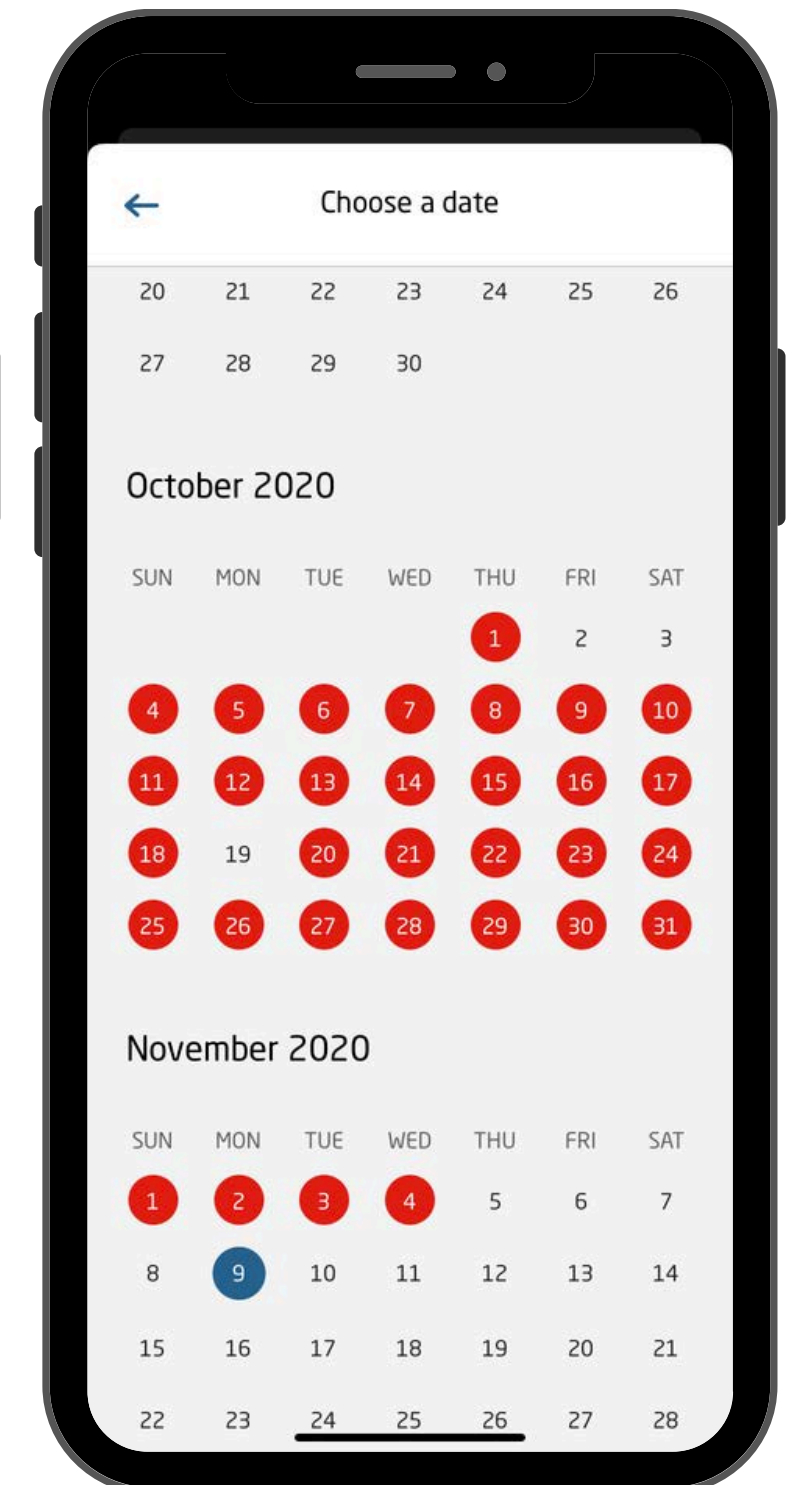 Choose a date
20 21 22 23 24 25 26
27 28 29 30
October 2020
SUN MON TUE WED THU FRI SAT
1 2 3
4 5 6 7 8 9 10
11 12 13 14 15 16 17
18 19 20 21 22 23 24
25 26 27 28 29 30 31
November 2020
SUN MON TUE WED THU FRI SAT
1 2 3 4 5 6 7
8 9 10 11 12 13 14
15 16 17 18 19 20 21
22 23 24 25 26 27 28